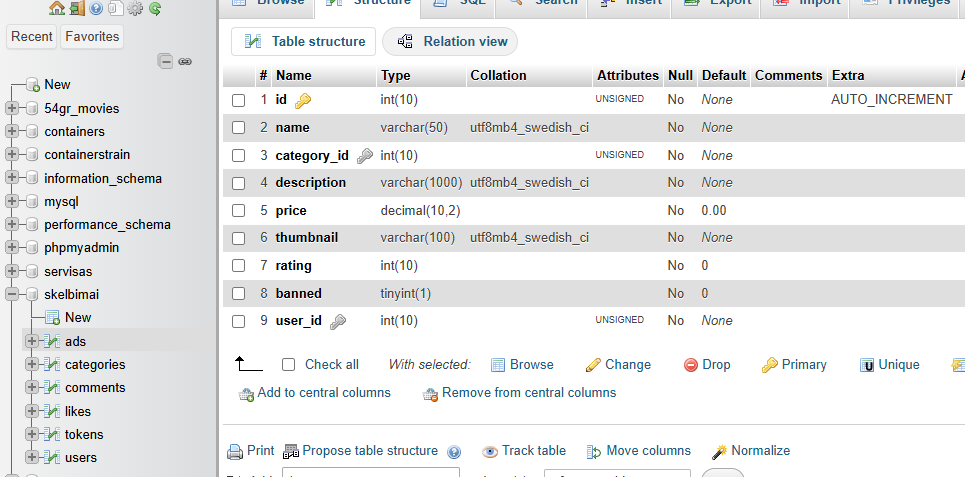 Browse Structure SQL Search Insert Export Import Privileges
Recent Favorites
Table structure Relation view
# Name Type Collation Attributes Null Default Comments Extra
1 id int(10) UNSIGNED No None AUTO_INCREMENT
2 name varchar(50) utf8mb4_swedish_ci No None
3 category_id int(10) UNSIGNED No None
4 description varchar(1000) utf8mb4_swedish_ci No None
5 price decimal(10,2) No 0.00
6 thumbnail varchar(100) utf8mb4_swedish_ci No None
7 rating int(10) No 0
8 banned tinyint(1) No 0
9 user_id int(10) UNSIGNED No None
New
54gr_movies
containers
containerstrain
information_schema
mysql
performance_schema
phpmyadmin
servisas
skelbimai
New
ads
categories
comments
likes
tokens
users
Check all With selected: Browse Change Drop Primary Unique
Add to central columns Remove from central columns
Print Propose table structure Track table Move columns Normalize